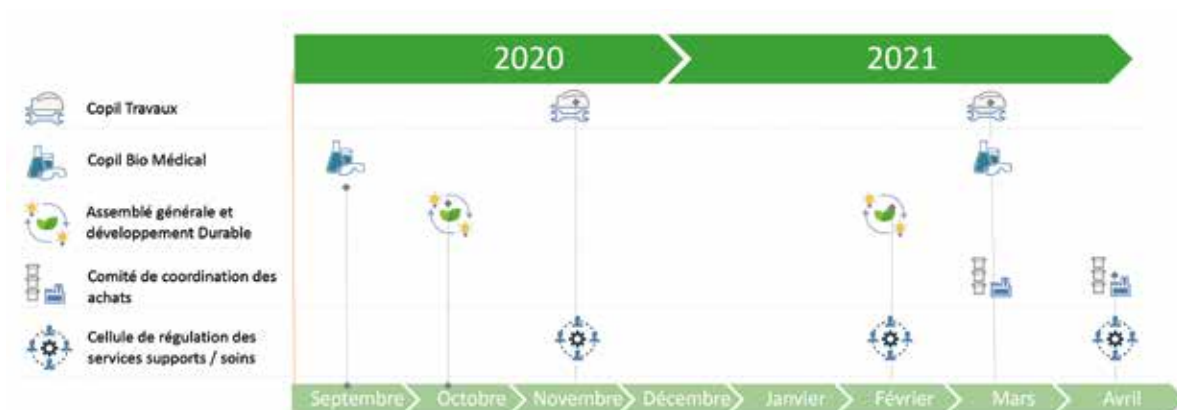 2020
2021
Copil Travaux
Copil Bio Médical
Assemblé générale et
développement Durable
Comité de coordination des
achats
Cellule de régulation des
services supports / soins
Septembre
Octobre
Novembre
Décembre
Janvier
Février
Mars
Avril